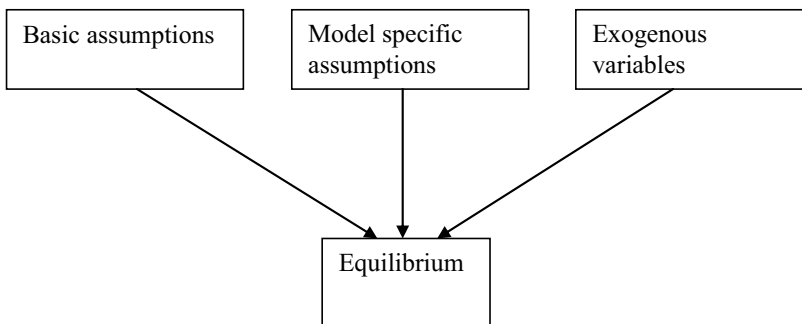 Basic assumptions
Model specific
assumptions
Exogenous
variables
Equilibrium